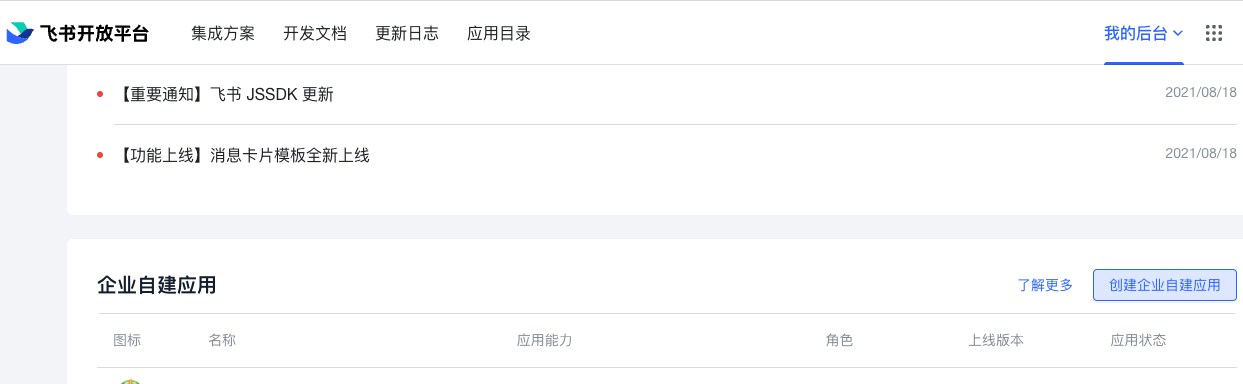 飞书开放平台 集成方案 开发文档 更新日志 应用目录 我的后台
【重要通知】飞书 JSSDK 更新 2021/08/18
【功能上线】消息卡片模板全新上线 2021/08/18
企业自建应用 了解更多 创建企业自建应用
图标 名称 应用能力 角色 上线版本 应用状态